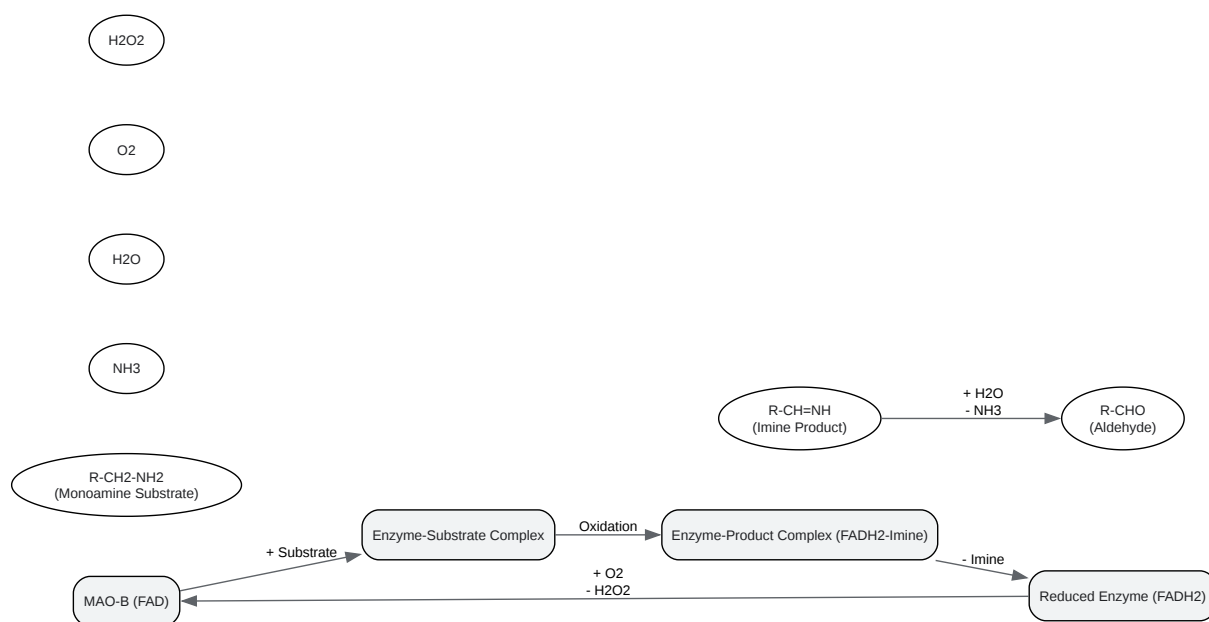 H2O2
O2
H2O
NH3
R-CH=NH
(Imine Product)
+ H2O
- NH3
R-CHO
(Aldehyde)
R-CH2-NH2
(Monoamine Substrate)
Enzyme-Substrate Complex
Oxidation
Enzyme-Product Complex (FADH2-Imine)
+ Substrate
- Imine
+ O2
- H2O2
MAO-B (FAD)
Reduced Enzyme (FADH2)